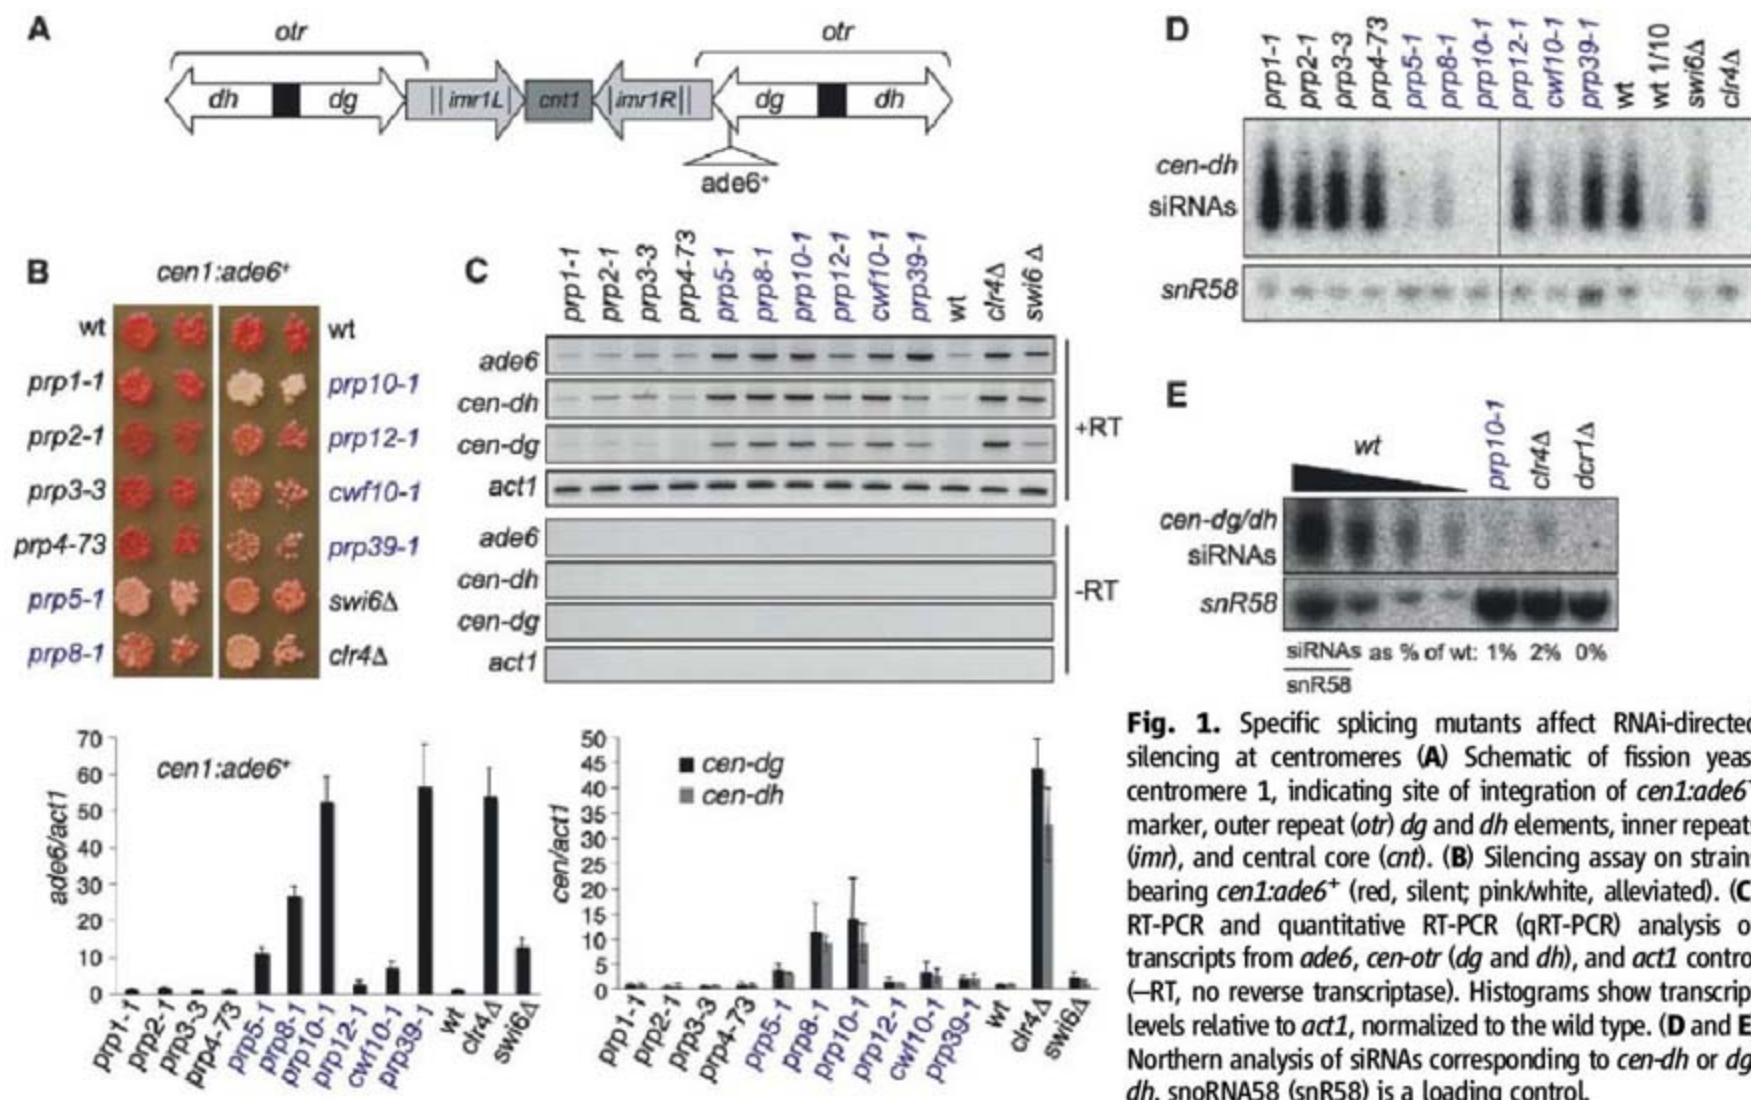 A
otr
otr
dh
dg
imr1L
cnt1
imr1R
dg
dh
ade6+
B
cen1:ade6+
wt
wt
prp1-1
prp10-1
prp2-1
prp12-1
prp3-3
cwf10-1
prp4-73
prp39-1
prp5-1
swi6Δ
prp8-1
clr4Δ
C
prp1-1
prp2-1
prp3-3
prp4-73
prp5-1
prp8-1
prp10-1
prp12-1
cwf10-1
prp39-1
wt
clr4Δ
swi6 Δ
ade6
cen-dh
cen-dg
act1
+RT
ade6
cen-dh
cen-dg
act1
-RT
ade6/act1
70
60
50
40
30
20
10
0
cen1:ade6+
prp1-1
prp2-1
prp3-3
prp4-73
prp5-1
prp8-1
prp10-1
prp12-1
cwf10-1
prp39-1
wt
clr4Δ
swi6Δ
cen/act1
50
45
40
35
30
25
20
15
10
5
0
cen-dg
cen-dh
prp1-1
prp2-1
prp3-3
prp4-73
prp5-1
prp8-1
prp10-1
prp12-1
cwf10-1
prp39-1
wt
clr4Δ
swi6Δ
D
prp1-1
prp2-1
prp3-3
prp4-73
prp5-1
prp8-1
prp10-1
prp12-1
cwf10-1
prp39-1
wt
wt 1/10
swi6Δ
clr4Δ
cen-dh
siRNAs
snR58
E
wt
prp10-1
clr4Δ
dcr1Δ
cen-dg/dh
siRNAs
snR58
siRNAs as % of wt: 1% 2% 0%
snR58
Fig. 1. Specific splicing mutants affect RNAi-directed
silencing at centromeres (A) Schematic of fission yeas
centromere 1, indicating site of integration of cen1:ade6+
marker, outer repeat (otr) dg and dh elements, inner repeat
(imr), and central core (cnt). (B) Silencing assay on strain
bearing cen1:ade6+ (red, silent; pink/white, alleviated). (C
RT-PCR and quantitative RT-PCR (qRT-PCR) analysis o
transcripts from ade6, cen-otr (dg and dh), and act1 contro
(–RT, no reverse transcriptase). Histograms show transcrip
levels relative to act1, normalized to the wild type. (D and E
Northern analysis of siRNAs corresponding to cen-dh or dg
dh. snoRNA58 (snR58) is a loading control.